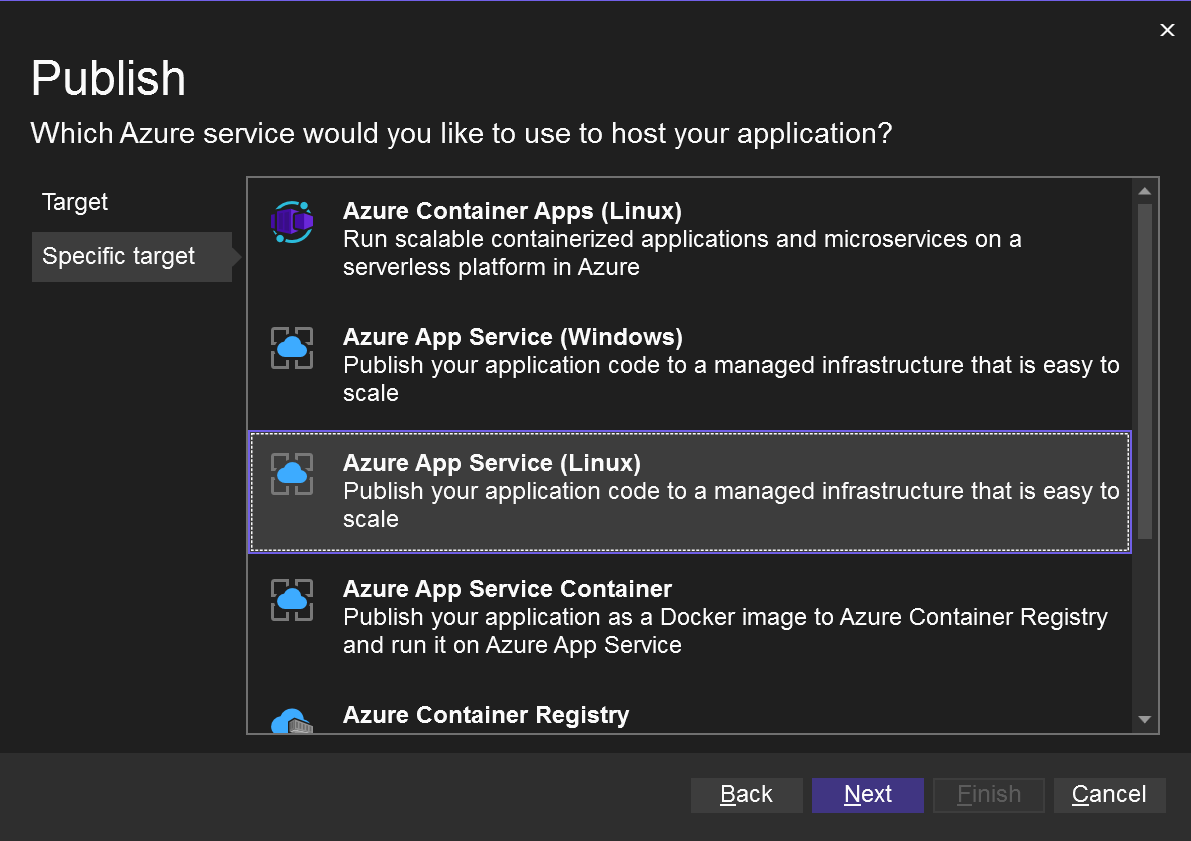 Publish
Which Azure service would you like to use to host your application?
Target
Specific target
Azure Container Apps (Linux)
Run scalable containerized applications and microservices on a
serverless platform in Azure
Azure App Service (Windows)
Publish your application code to a managed infrastructure that is easy to
scale
Azure App Service (Linux)
Publish your application code to a managed infrastructure that is easy to
scale
Azure App Service Container
Publish your application as a Docker image to Azure Container Registry
and run it on Azure App Service
Azure Container Registry
Back
Next
Finish
Cancel